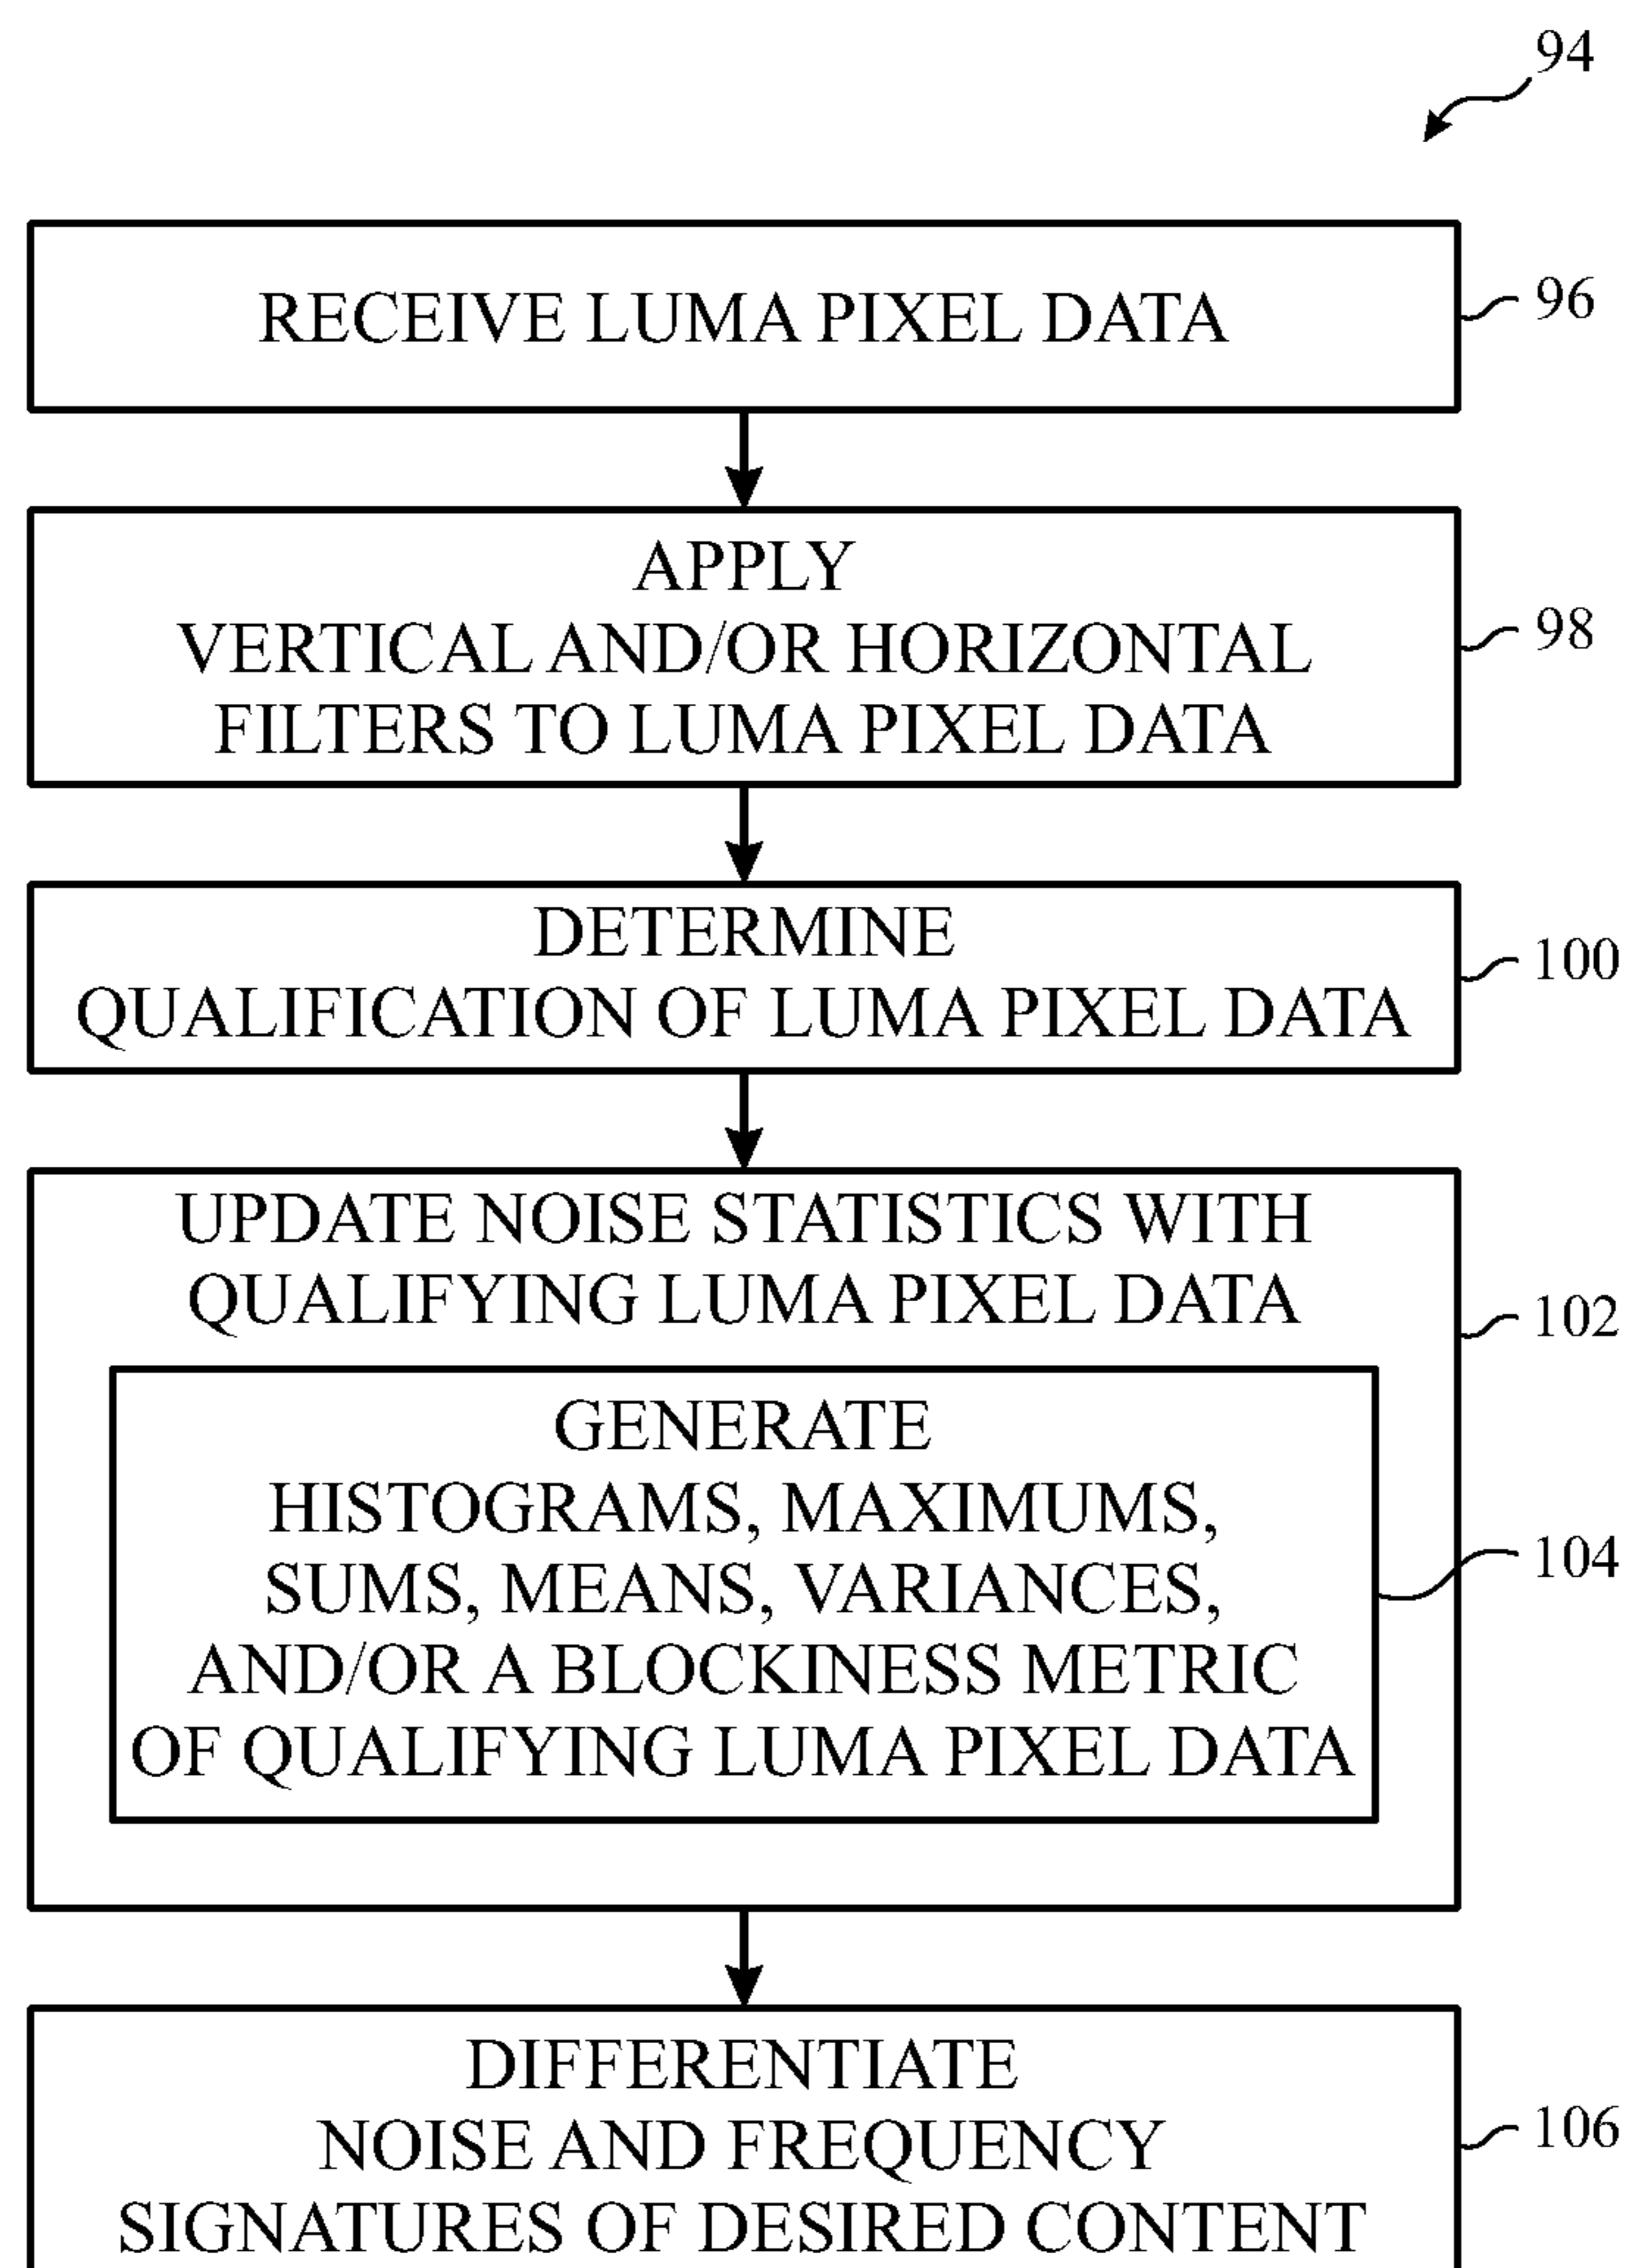 94
RECEIVE LUMA PIXEL DATA
96
APPLY
VERTICAL AND/OR HORIZONTAL
FILTERS TO LUMA PIXEL DATA
98
DETERMINE
QUALIFICATION OF LUMA PIXEL DATA
100
UPDATE NOISE STATISTICS WITH
QUALIFYING LUMA PIXEL DATA
102
GENERATE
HISTOGRAMS, MAXIMUMS,
SUMS, MEANS, VARIANCES,
AND/OR A BLOCKINESS METRIC
OF QUALIFYING LUMA PIXEL DATA
104
DIFFERENTIATE
NOISE AND FREQUENCY
SIGNATURES OF DESIRED CONTENT
106